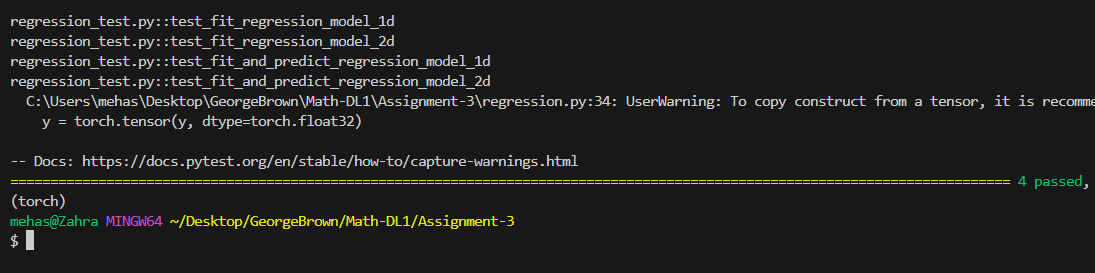 regression_test.py::test_fit_regression_model_1d
regression_test.py::test_fit_regression_model_2d
regression_test.py::test_fit_and_predict_regression_model_1d
regression_test.py::test_fit_and_predict_regression_model_2d
C:\Users\mehas\Desktop\GeorgeBrown\Math-DL1\Assignment-3\regression.py:34: UserWarning: To copy construct from a tensor, it is recomme
y = torch.tensor(y, dtype=torch.float32)
-- Docs: https://docs.pytest.org/en/stable/how-to/capture-warnings.html
4 passed,
(torch)
mehas@Zahra MINGW64 ~/Desktop/GeorgeBrown/Math-DL1/Assignment-3
$